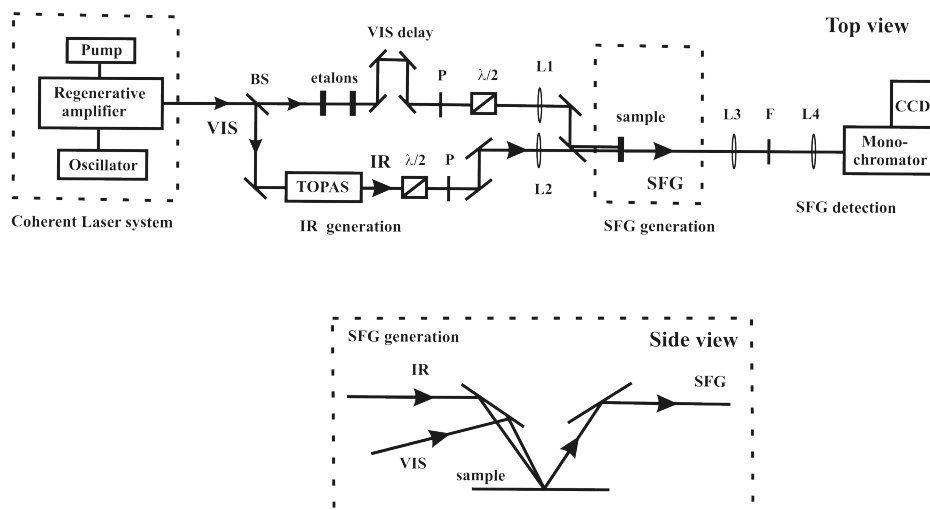 Top view
Pump
Regenerative
amplifier
Oscillator
Coherent Laser system
VIS
BS
etalons
VIS delay
P
λ/2
L1
TOPAS
IR
λ/2
P
L2
IR generation
sample
SFG
SFG generation
L3
F
L4
CCD
Mono-
chromator
SFG detection
SFG generation
Side view
IR
VIS
sample
SFG